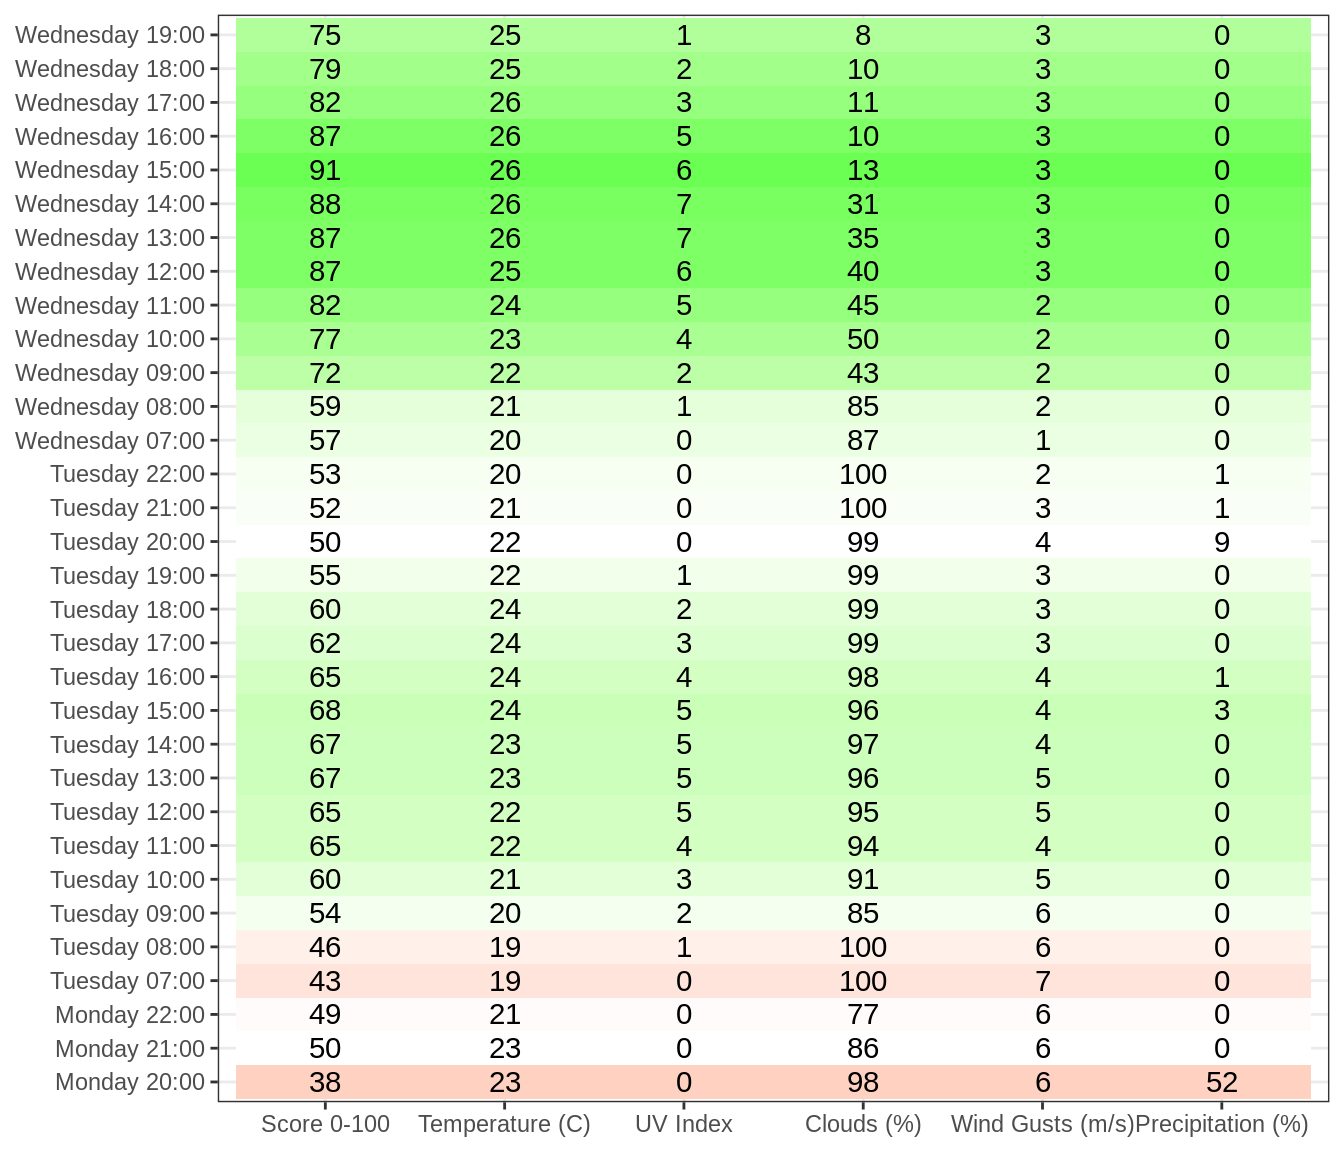 Wednesday 19:00 75 25 1 8 3 0
Wednesday 18:00 79 25 2 10 3 0
Wednesday 17:00 82 26 3 11 3 0
Wednesday 16:00 87 26 5 10 3 0
Wednesday 15:00 91 26 6 13 3 0
Wednesday 14:00 88 26 7 31 3 0
Wednesday 13:00 87 26 7 35 3 0
Wednesday 12:00 87 25 6 40 3 0
Wednesday 11:00 82 24 5 45 2 0
Wednesday 10:00 77 23 4 50 2 0
Wednesday 09:00 72 22 2 43 2 0
Wednesday 08:00 59 21 1 85 2 0
Wednesday 07:00 57 20 0 87 1 0
Tuesday 22:00 53 20 0 100 2 1
Tuesday 21:00 52 21 0 100 3 1
Tuesday 20:00 50 22 0 99 4 9
Tuesday 19:00 55 22 1 99 3 0
Tuesday 18:00 60 24 2 99 3 0
Tuesday 17:00 62 24 3 99 3 0
Tuesday 16:00 65 24 4 98 4 1
Tuesday 15:00 68 24 5 96 4 3
Tuesday 14:00 67 23 5 97 4 0
Tuesday 13:00 67 23 5 96 5 0
Tuesday 12:00 65 22 5 95 5 0
Tuesday 11:00 65 22 4 94 4 0
Tuesday 10:00 60 21 3 91 5 0
Tuesday 09:00 54 20 2 85 6 0
Tuesday 08:00 46 19 1 100 6 0
Tuesday 07:00 43 19 0 100 7 0
Monday 22:00 49 21 0 77 6 0
Monday 21:00 50 23 0 86 6 0
Monday 20:00 38 23 0 98 6 52
Score 0-100 Temperature (C) UV Index Clouds (%) Wind Gusts (m/s) Precipitation (%)